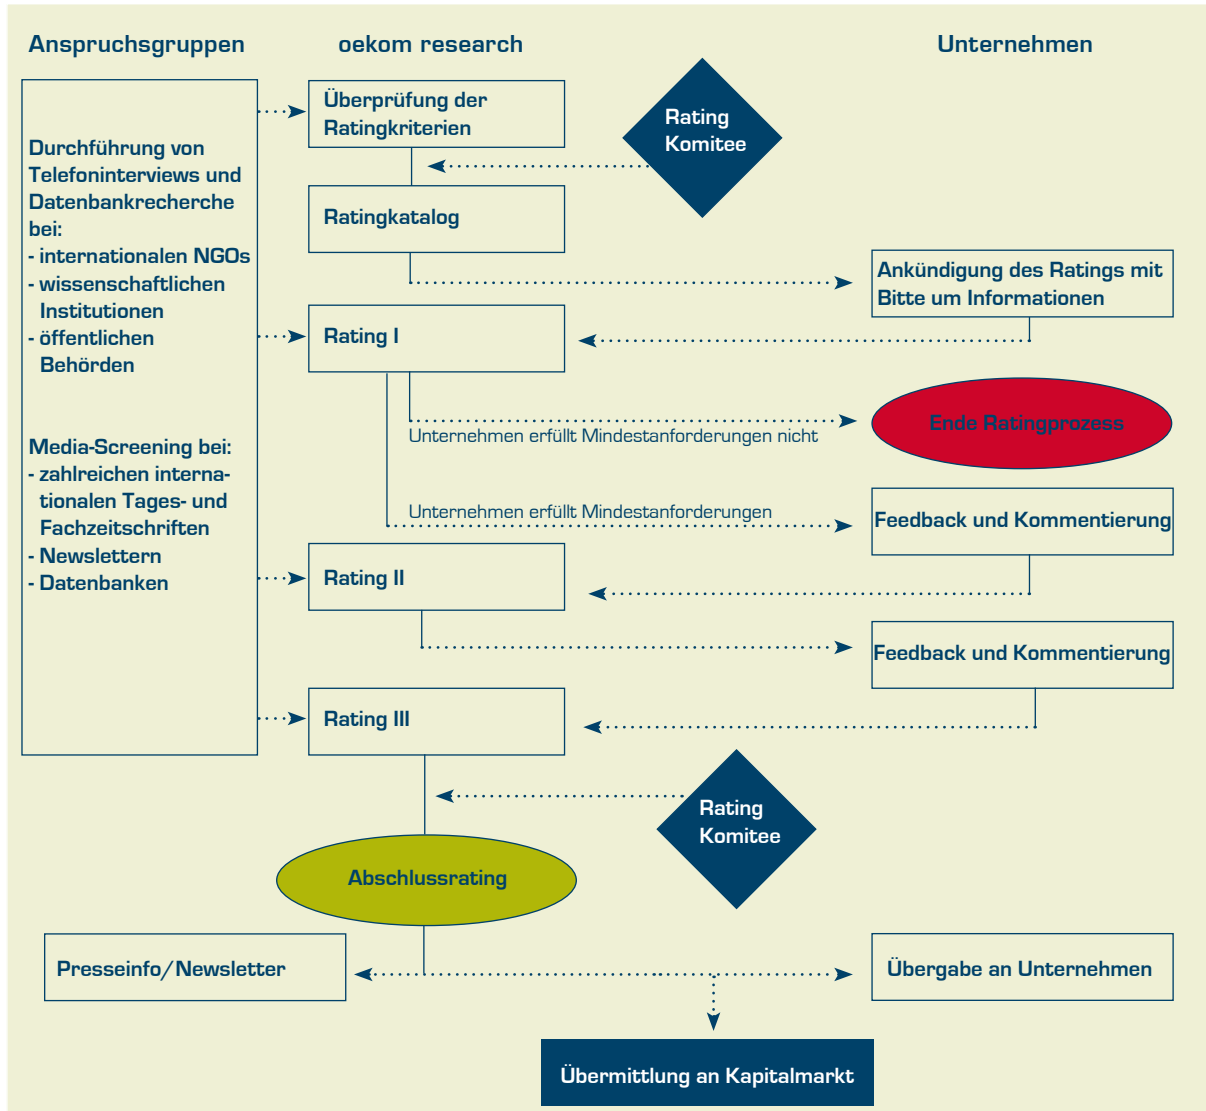 Anspruchsgruppen
oekom research
Unternehmen
Durchführung von
Telefoninterviews und
Datenbankrecherche
bei:
- internationalen NGOs
- wissenschaftlichen
Institutionen
- öffentlichen
Behörden
Media-Screening bei:
- zahlreichen interna-
tionalen Tages- und
Fachzeitschriften
- Newslettern
- Datenbanken
Überprüfung der
Ratingkriterien
Rating
Komitee
Ratingkatalog
Ankündigung des Ratings mit
Bitte um Informationen
Rating I
Unternehmen erfüllt Mindestanforderungen nicht
Ende Ratingprozess
Unternehmen erfüllt Mindestanforderungen
Feedback und Kommentierung
Rating II
Feedback und Kommentierung
Rating III
Rating
Komitee
Abschlussrating
Presseinfo/Newsletter
Übergabe an Unternehmen
Übermittlung an Kapitalmarkt